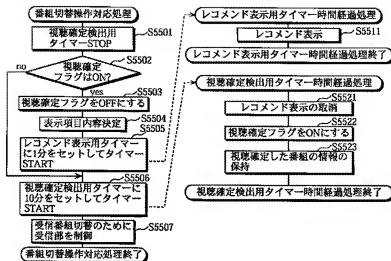 番組切替操作対応処理
視聴確定検出用
タイマーSTOP
S5501
S5502
視聴確定
フラグはON?
no
yes
S5503
視聴確定フラグをOFFにする
S5504
表示項目内容決定
S5505
レコメンド表示用タイマー
に1分をセットしてタイマー
START
S5506
視聴確定検出用タイマーに
10分をセットしてタイマー
START
S5507
受信番組切替のために
受信部を制御
番組切替操作対応処理終了
レコメンド表示用タイマー時間経過処理
S5511
レコメンド表示
レコメンド表示用タイマー時間経過処理終了
視聴確定検出用タイマー時間経過処理
S5521
レコメンド表示の取消
S5522
視聴確定フラグをONにする
S5523
視聴確定した番組の情報の
保持
視聴確定検出用タイマー時間経過処理終了